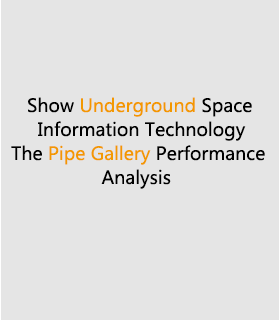 Show Underground Space
Information Technology
The Pipe Gallery Performance
Analysis